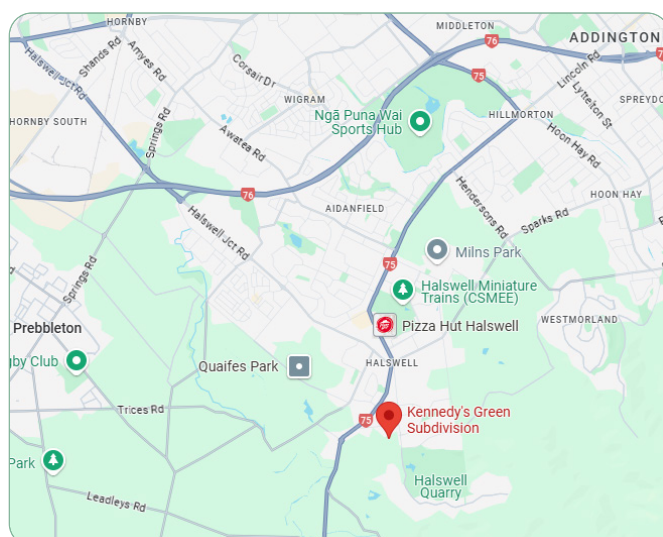 HORNBY
MIDDLETON
76
ADDINGTON
76
Shands Rd
Amyes Rd
Halswell Jct Rd
Corsair Dr
75
Lincoln Rd
Lyttelton St
SPREYDO
WIGRAM
Ngā Puna Wai
Sports Hub
HILLMORTON
HORNBY SOUTH
Springs Rd
Awatea Rd
Hoon Hay Rd
76
Hendersons Rd
HOON HAY
AIDANFIELD
Sparks Rd
Halswell Jct Rd
Milns Park
75
Springs Rd
Halswell Miniature
Trains (CSMEE)
WESTMORLAND
Prebbleton
Pizza Hut Halswell
gby Club
Quaifes Park
HALSWELL
Trices Rd
75
Kennedy's Green
Subdivision
Park
Halswell
Quarry
Leadleys Rd